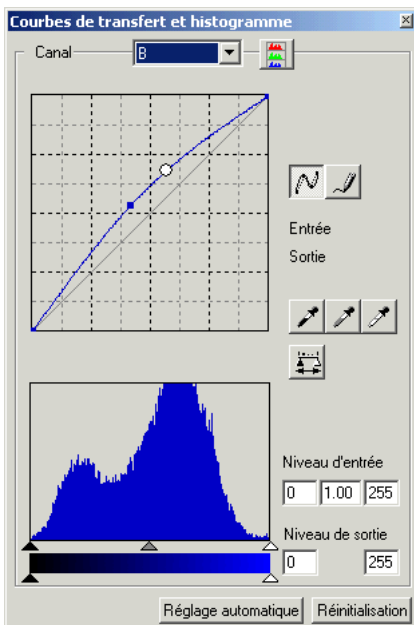 Courbes de transfert et histogramme
Canal
B
Entrée
Sortie
Niveau d'entrée
0 1.00 255
Niveau de sortie
0 255
Réglage automatique Réinitialisation